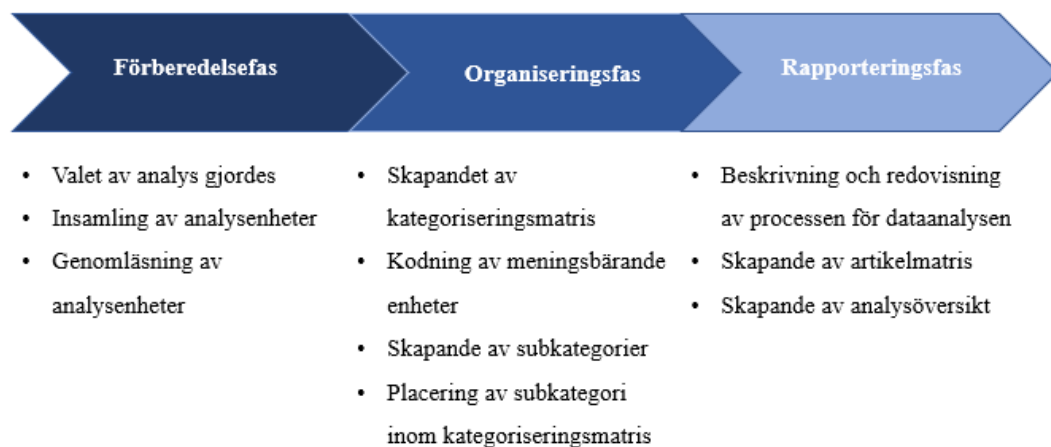 Förberedelsefas
Organiseringsfas
Rapporteringsfas
• Valet av analys gjordes
• Insamling av analysenheter
• Genomläsning av
analysenheter
• Skapandet av
kategoriseringsmatris
• Kodning av meningsbärande
enheter
• Skapande av subkategorier
• Placering av subkategori
inom kategoriseringsmatris
• Beskrivning och redovisning
av processen för dataanalysen
• Skapande av artikelmatris
• Skapande av analysöversikt